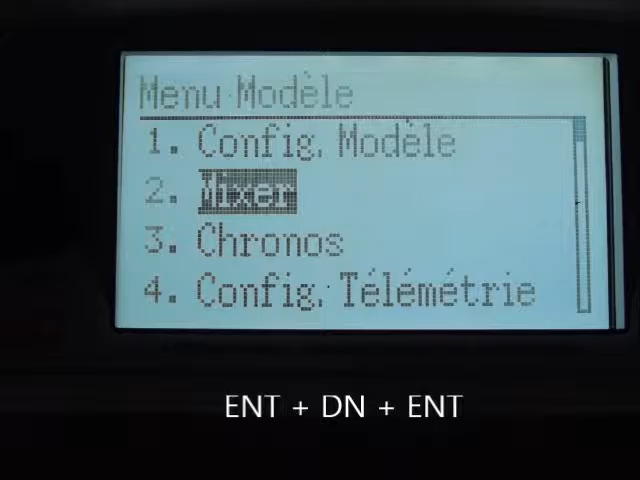 Menu Modèle
1. Config. Modèle
2. Mixer
3. Chronos
4. Config. Télémétrie
ENT + DN + ENT